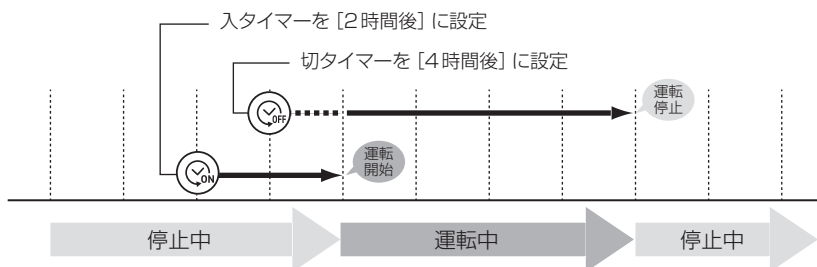 入タイマーを［2時間後］に設定
切タイマーを［4時間後］に設定
OFF
運転
停止
ON
運転
開始
停止中
運転中
停止中